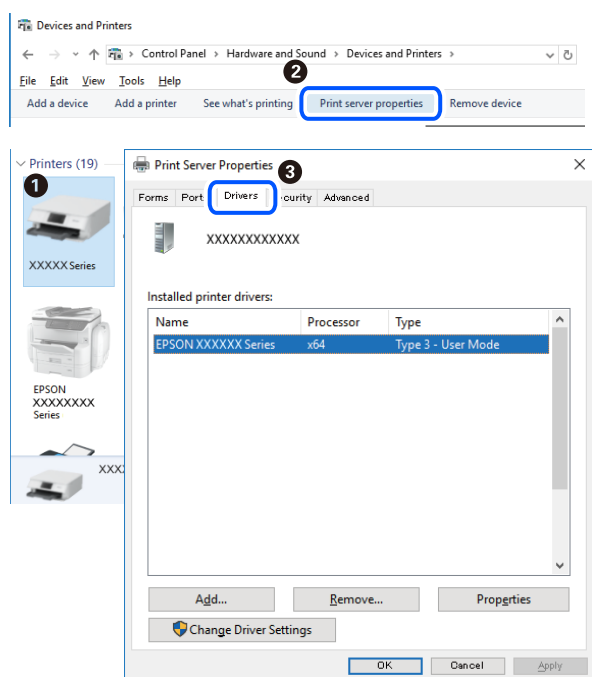 Devices and Printers
Control Panel > Hardware and Sound > Devices and Printers >
2
File Edit View Tools Help
Add a device Add a printer See what's printing Print server properties Remove device
Printers (19)
1
XXXXX Series
EPSON
XXXXXXXX
Series
XXX
Print Server Properties
3
Forms Port Drivers curity Advanced
XXXXXXXXXXXX
Installed printer drivers:
Name Processor Type
EPSON XXXXXX Series x64 Type 3 - User Mode
Add... Remove... Properties
Change Driver Settings
OK Cancel Apply